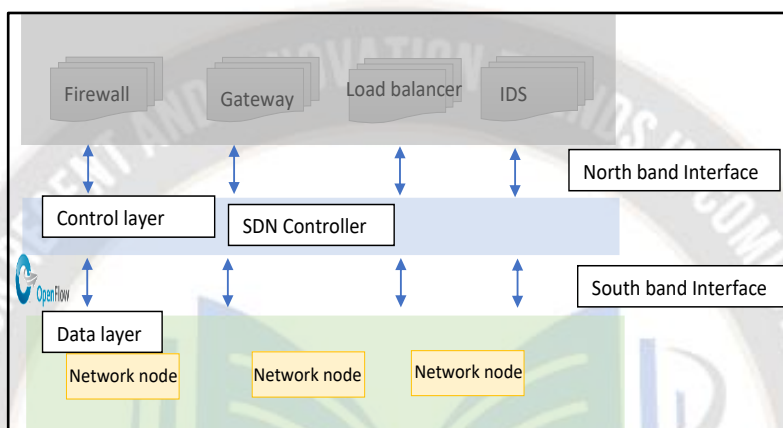 Firewall
Gateway
Load balancer
IDS
North band Interface
Control layer
SDN Controller
OpenFlow
South band Interface
Data layer
Network node
Network node
Network node